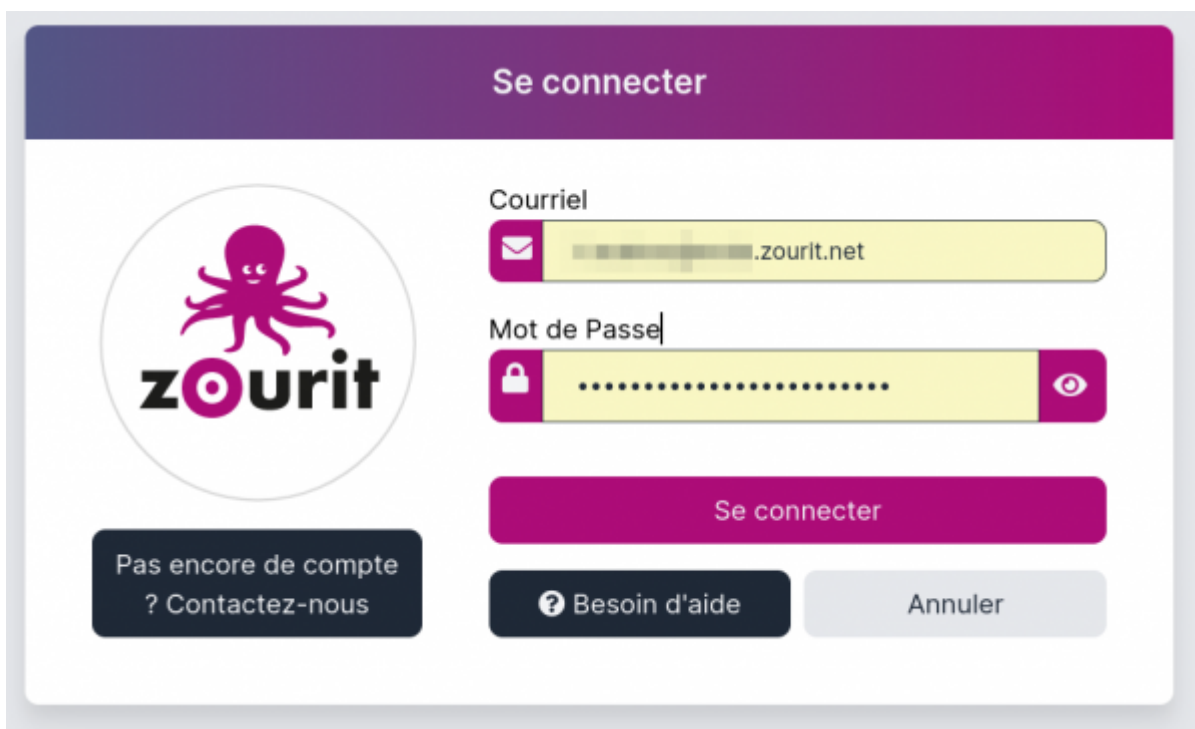 Se connecter
Courriel
.zourit.net
Mot de Passe
••••••••••••••••••••••••
zourit
Se connecter
Pas encore de compte
? Contactez-nous
Besoin d'aide
Annuler